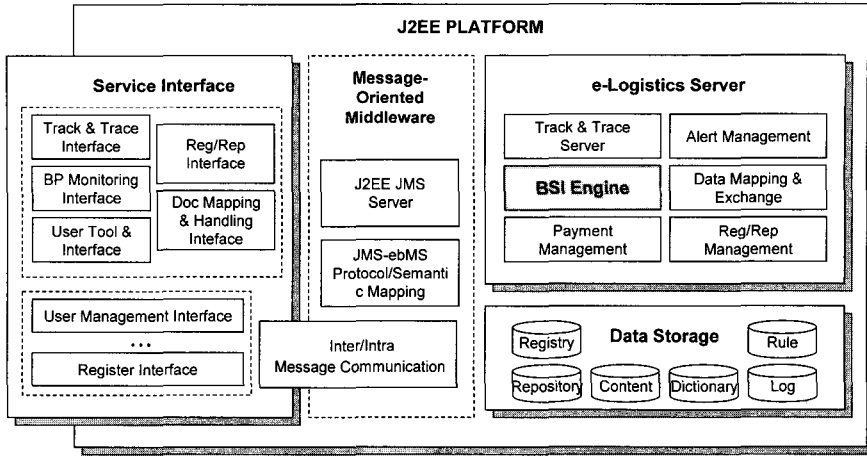 J2EE PLATFORM
Service Interface
Track & Trace
Interface
Reg/Rep
Interface
BP Monitoring
Interface
Doc Mapping
& Handling
Inteface
User Tool &
Interface
User Management Interface
...
Register Interface
Message-
Oriented
Middleware
J2EE JMS
Server
JMS-ebMS
Protocol/Semanti
c Mapping
Inter/Intra
Message Communication
e-Logistics Server
Track & Trace
Server
Alert Management
BSI Engine
Data Mapping &
Exchange
Payment
Management
Reg/Rep
Management
Data Storage
Registry
Rule
Repository
Content
Dictionary
Log